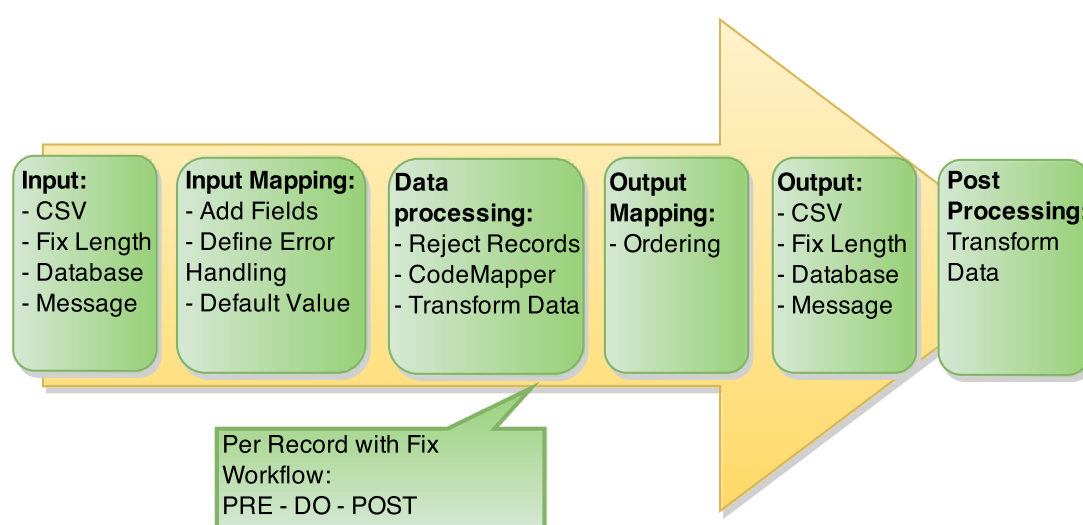 Input:
- CSV
- Fix Length
- Database
- Message
Input Mapping:
- Add Fields
- Define Error
Handling
- Default Value
Data
processing:
- Reject Records
- CodeMapper
- Transform Data
Output
Mapping:
- Ordering
Output:
- CSV
- Fix Length
- Database
- Message
Post
Processing:
Transform
Data
Per Record with Fix
Workflow:
PRE - DO - POST